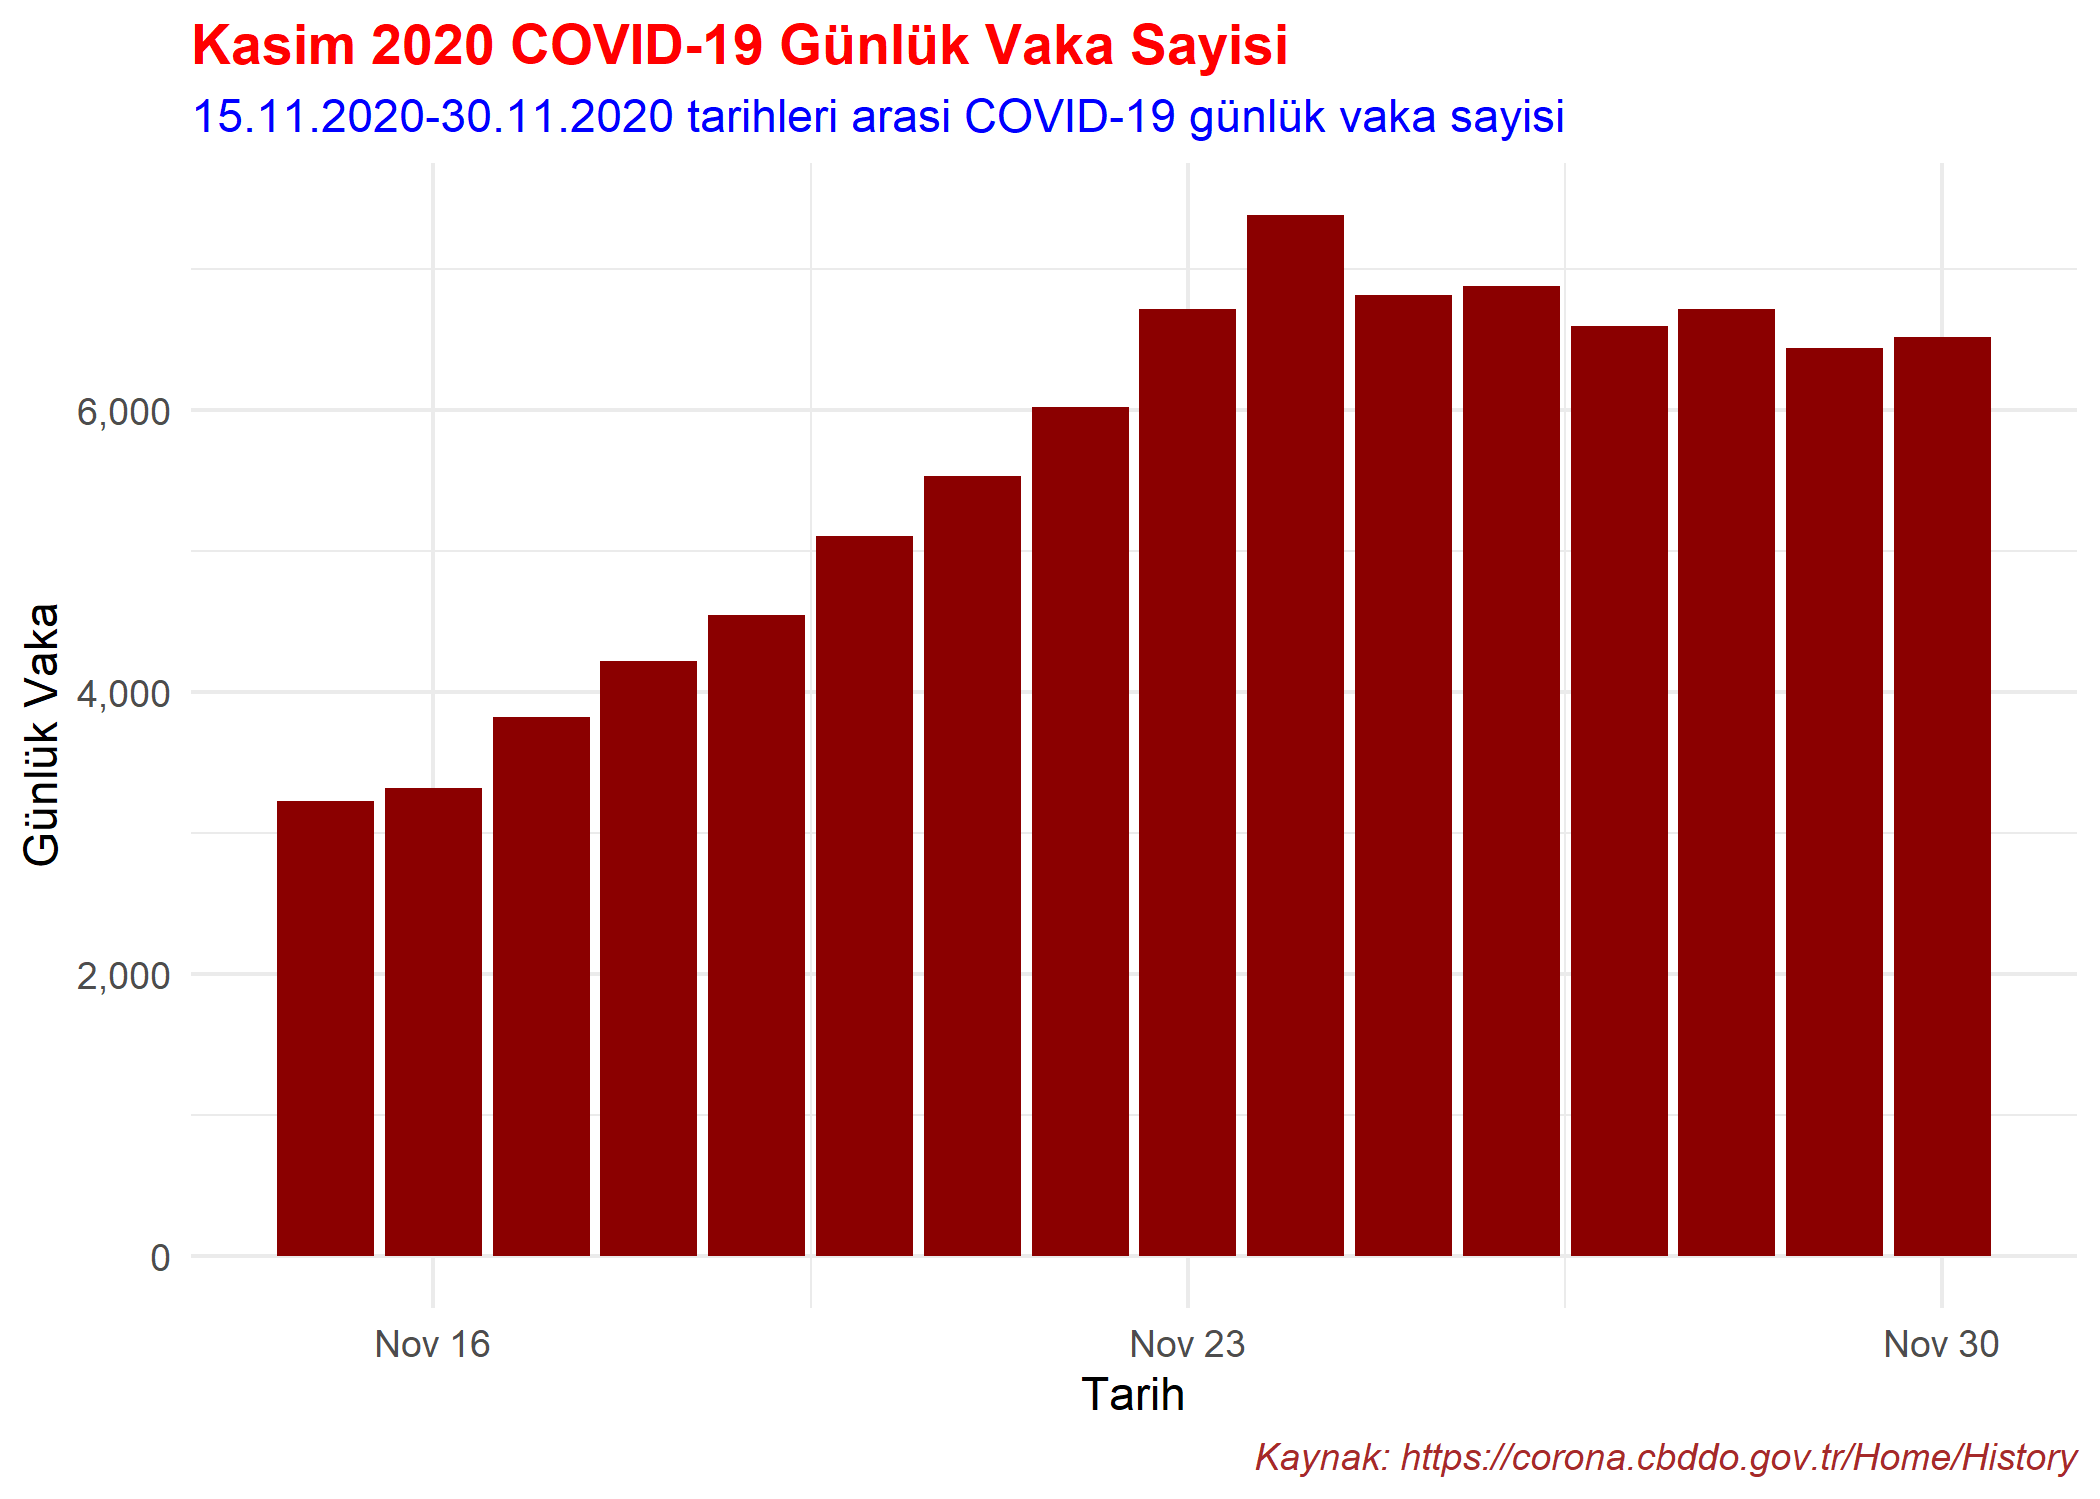 Kasim 2020 COVID-19 Günlük Vaka Sayisi
15.11.2020-30.11.2020 tarihleri arasi COVID-19 günlük vaka sayisi
Günlük Vaka
6,000
4,000
2,000
0
Nov 16
Nov 23
Nov 30
Tarih
Kaynak: https://corona.cbddo.gov.tr/Home/History